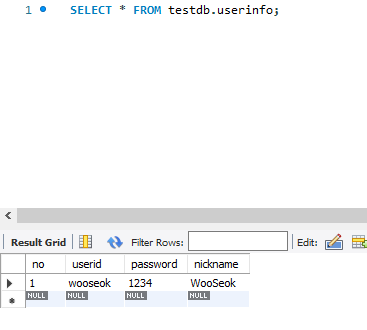 1 SELECT * FROM testdb.userinfo;
Result Grid Filter Rows: Edit:
no userid password nickname
1 wooseok 1234 WooSeok
NULL NULL NULL NULL